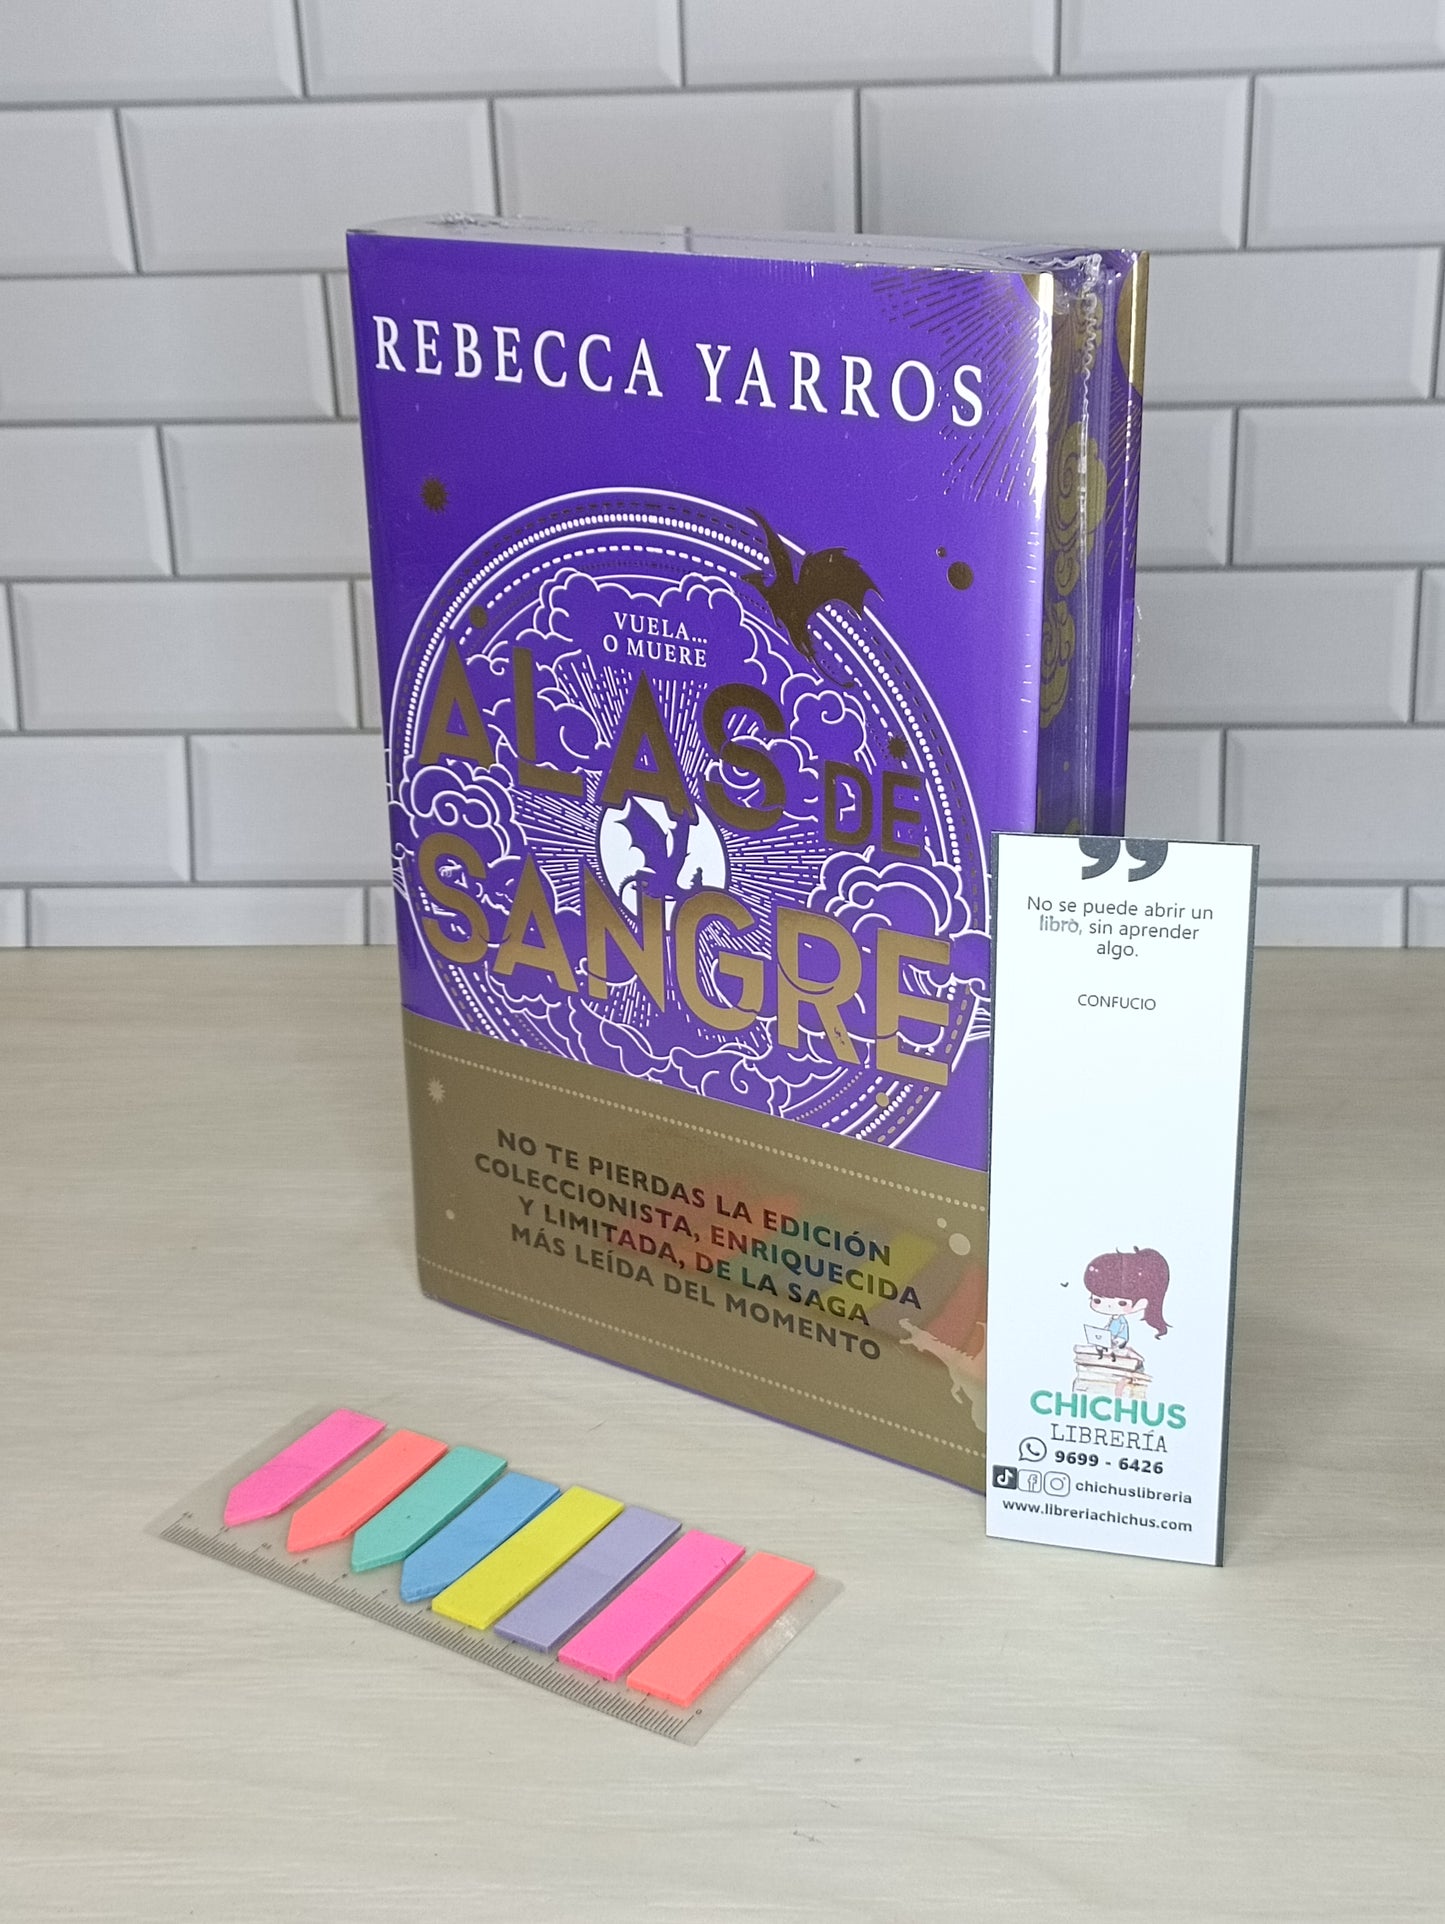 REBECCA YARROS
VUELA...
O MUERE
ALAS DE
SANGRE
NO TE PIERDAS LA EDICIÓN
COLECCIONISTA, ENRIQUECIDA
Y LIMITADA, DE LA SAGA
MÁS LEÍDA DEL MOMENTO
”
No se puede abrir un
libro, sin aprender
algo.
CONFUCIO
CHICHUS
LIBRERÍA
9699 - 6426
chichuslibreria
www.libreriachichus.com